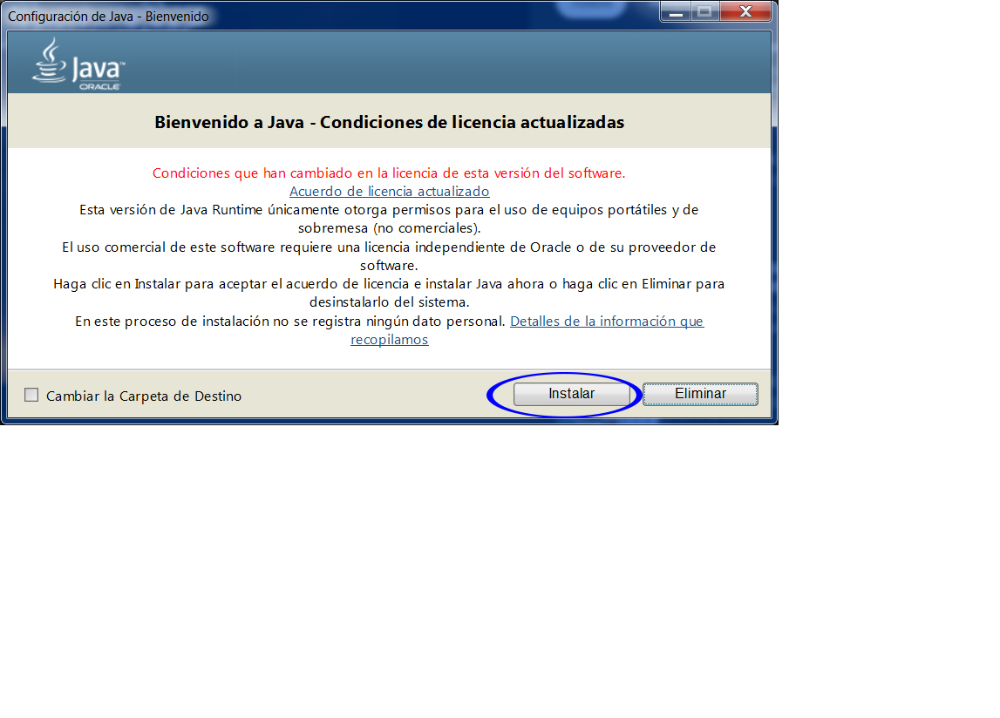 Configuración de Java - Bienvenido
Java™
ORACLE
Bienvenido a Java - Condiciones de licencia actualizadas
Condiciones que han cambiado en la licencia de esta versión del software.
Acuerdo de licencia actualizado
Esta versión de Java Runtime únicamente otorga permisos para el uso de equipos portátiles y de
sobremesa (no comerciales).
El uso comercial de este software requiere una licencia independiente de Oracle o de su proveedor de
software.
Haga clic en Instalar para aceptar el acuerdo de licencia e instalar Java ahora o haga clic en Eliminar para
desinstalarlo del sistema.
En este proceso de instalación no se registra ningún dato personal. Detalles de la información que
recopilamos
Cambiar la Carpeta de Destino
Instalar
Eliminar